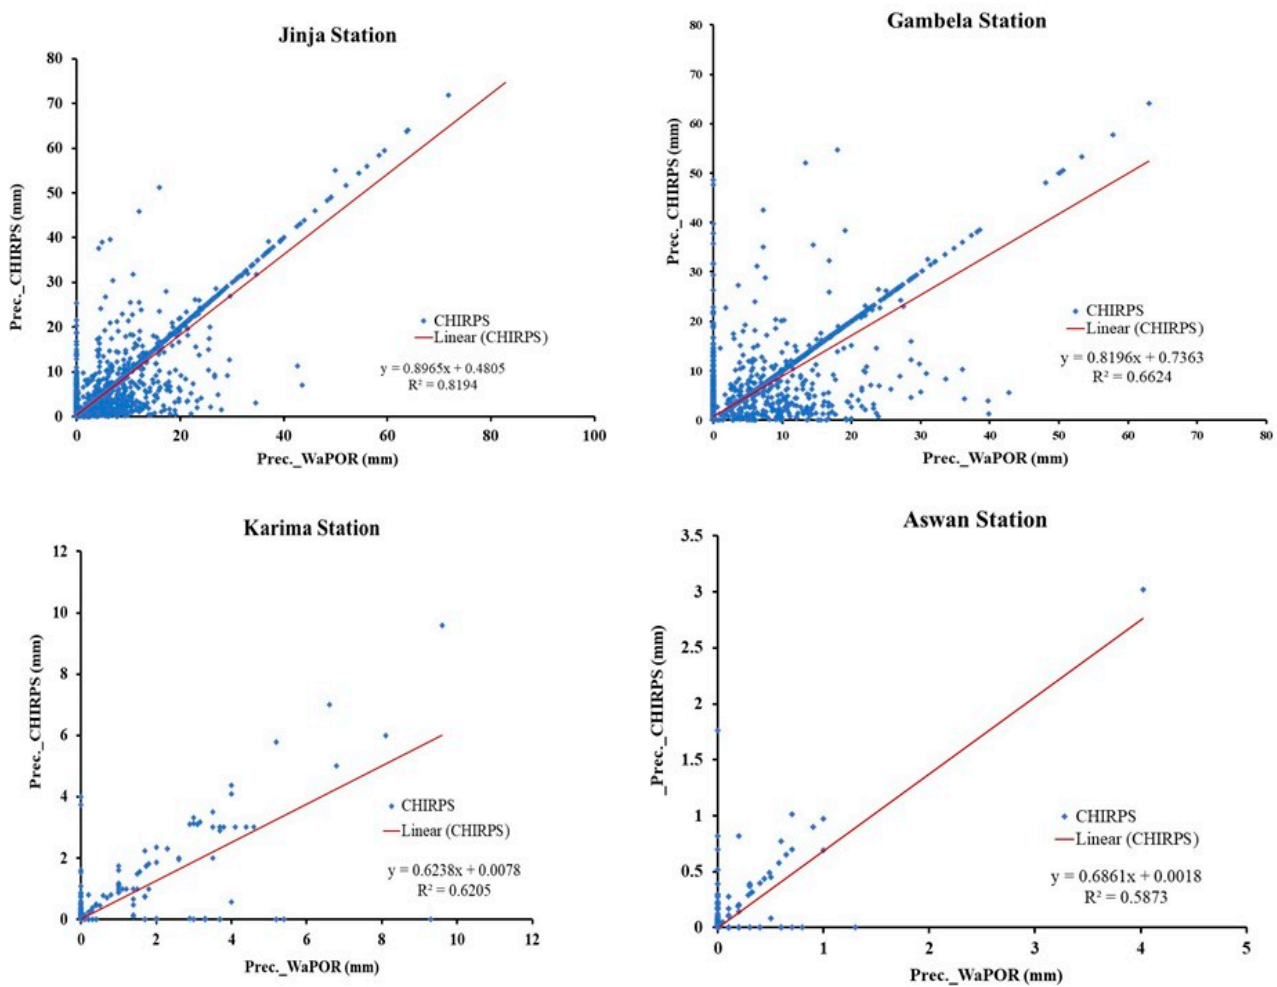 Jinja Station
80
70
60
50
40
30
20
10
0
0 20 40 60 80 100
Prec._CHIRPS (mm)
Prec._WaPOR (mm)
CHIRPS
Linear (CHIRPS)
y = 0.8965x + 0.4805
R² = 0.8194
Gambela Station
80
70
60
50
40
30
20
10
0
0 10 20 30 40 50 60 70 80
Prec._CHIRPS (mm)
Prec._WaPOR (mm)
CHIRPS
Linear (CHIRPS)
y = 0.8196x + 0.7363
R² = 0.6624
Karima Station
12
10
8
6
4
2
0
0 2 4 6 8 10 12
Prec._CHIRPS (mm)
Prec._WaPOR (mm)
CHIRPS
Linear (CHIRPS)
y = 0.6238x + 0.0078
R² = 0.6205
Aswan Station
3.5
3
2.5
2
1.5
1
0.5
0
0 1 2 3 4 5
_Prec._CHIRPS (mm)
Prec._WaPOR (mm)
CHIRPS
Linear (CHIRPS)
y = 0.6861x + 0.0018
R² = 0.5873